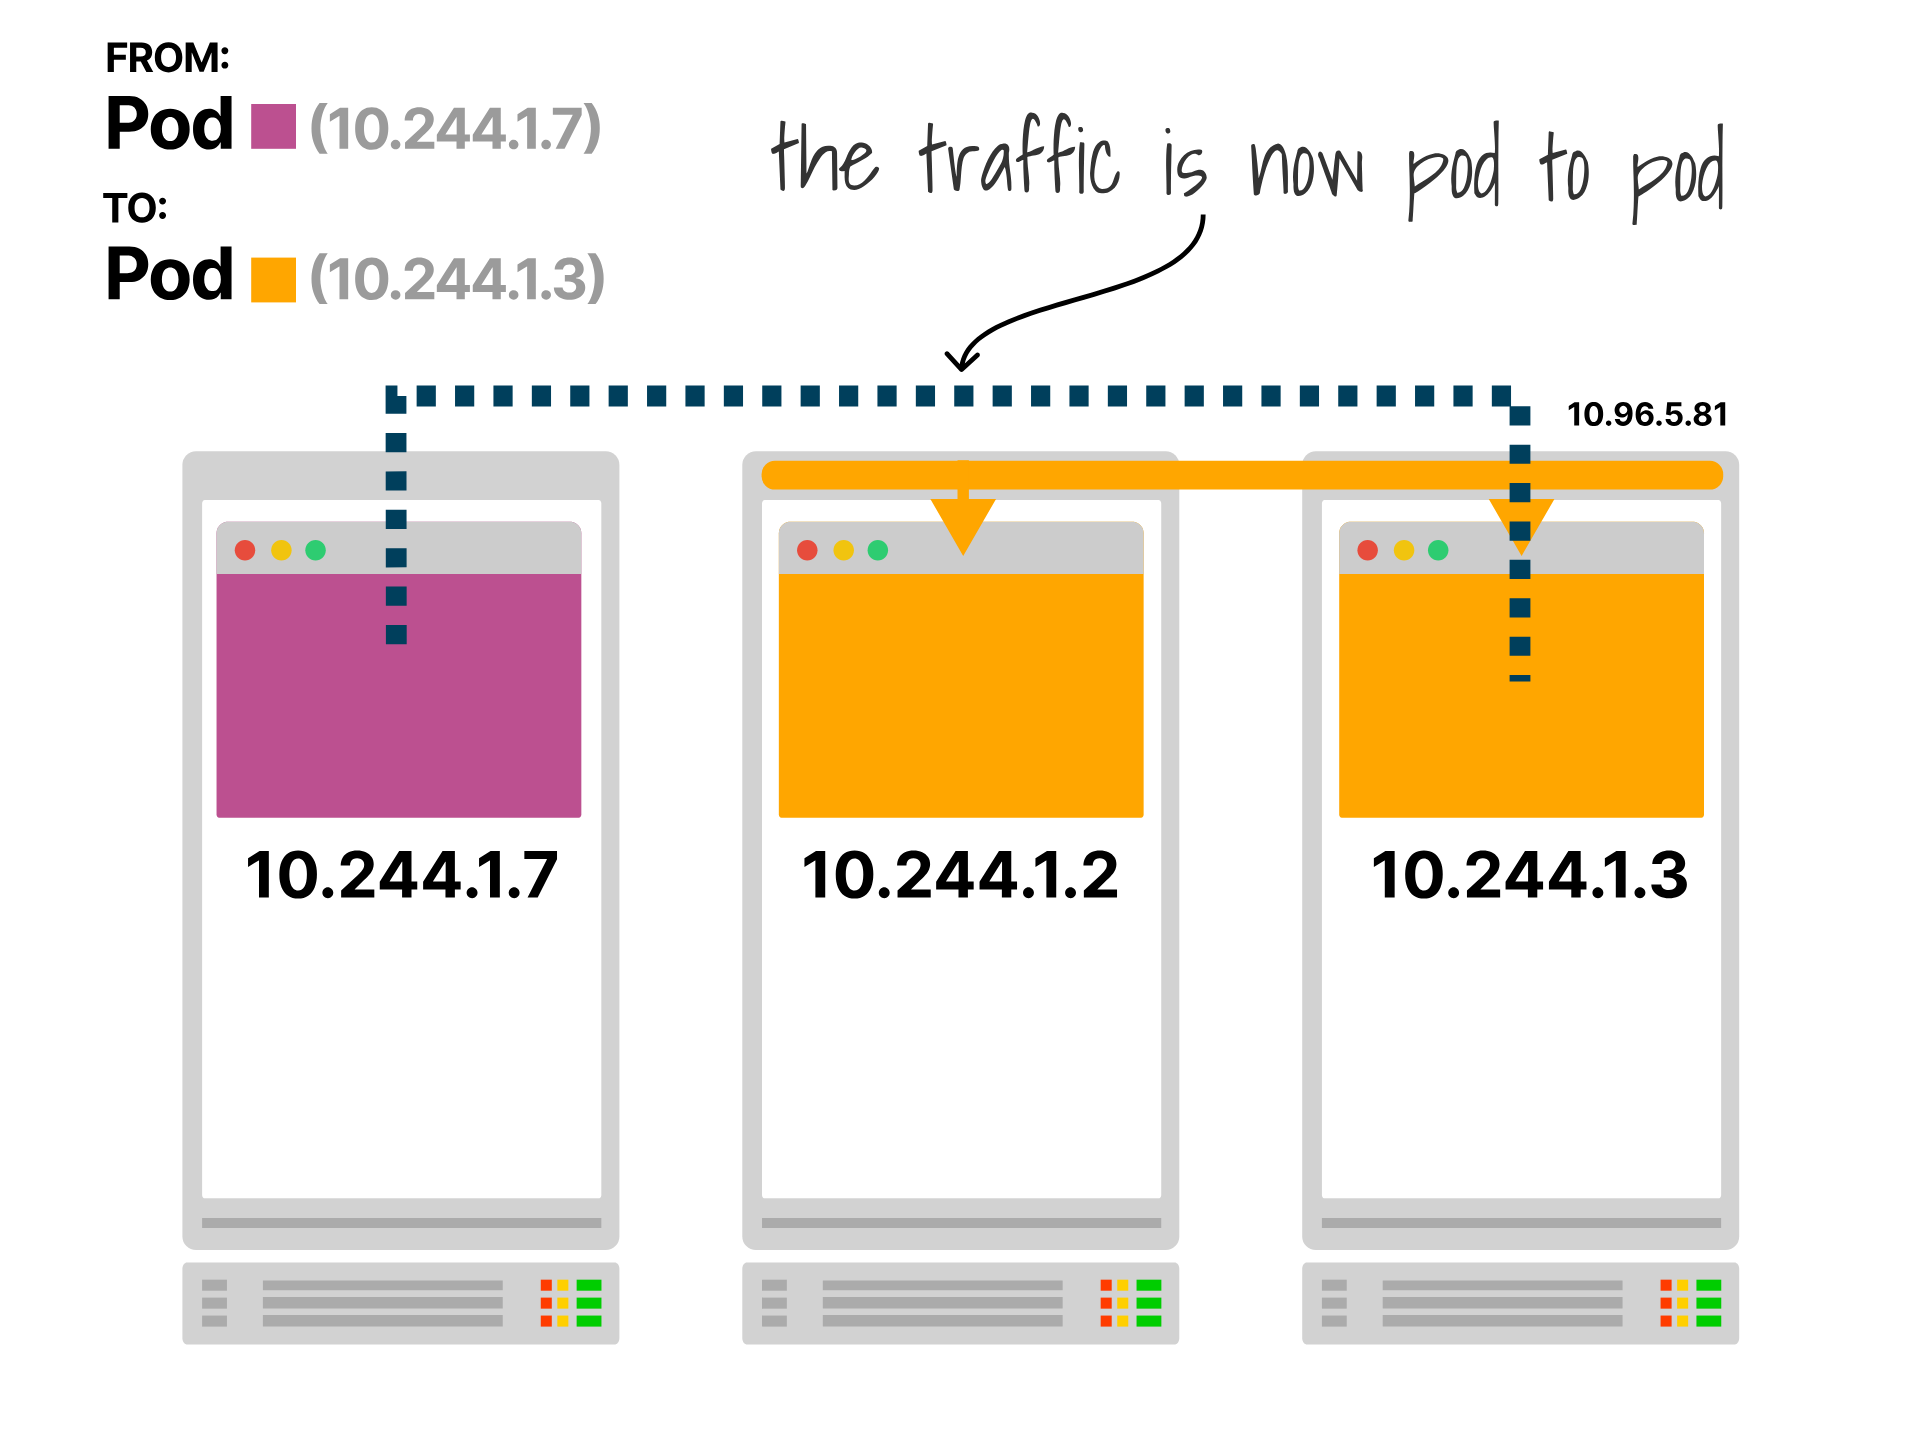 FROM:
Pod (10.244.1.7)
TO:
Pod (10.244.1.3)
the traffic is now pod to pod
10.96.5.81
10.244.1.7
10.244.1.2
10.244.1.3